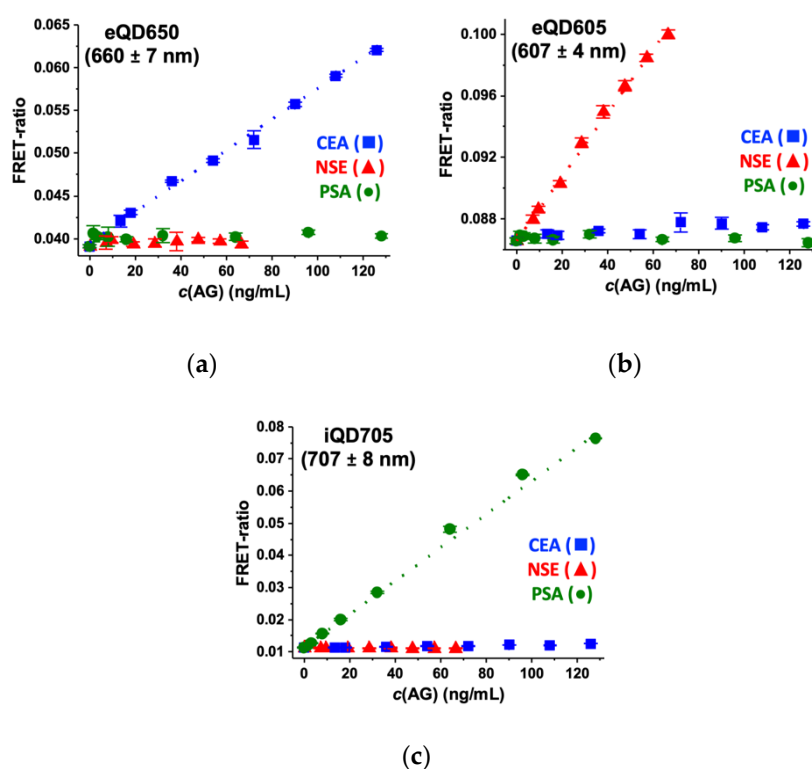 eQD650
(660 ± 7 nm)
FRET-ratio
0.065
0.060
0.055
0.050
0.045
0.040
CEA (■)
NSE (▲)
PSA (●)
0 20 40 60 80 100 120
c(AG) (ng/mL)
(a)
eQD605
(607 ± 4 nm)
FRET-ratio
0.100
0.096
0.092
0.088
CEA (■)
NSE (▲)
PSA (●)
0 20 40 60 80 100 120
c(AG) (ng/mL)
(b)
iQD705
(707 ± 8 nm)
FRET-ratio
0.08
0.07
0.06
0.05
0.04
0.03
0.02
0.01
CEA (■)
NSE (▲)
PSA (●)
0 20 40 60 80 100 120
c(AG) (ng/mL)
(c)